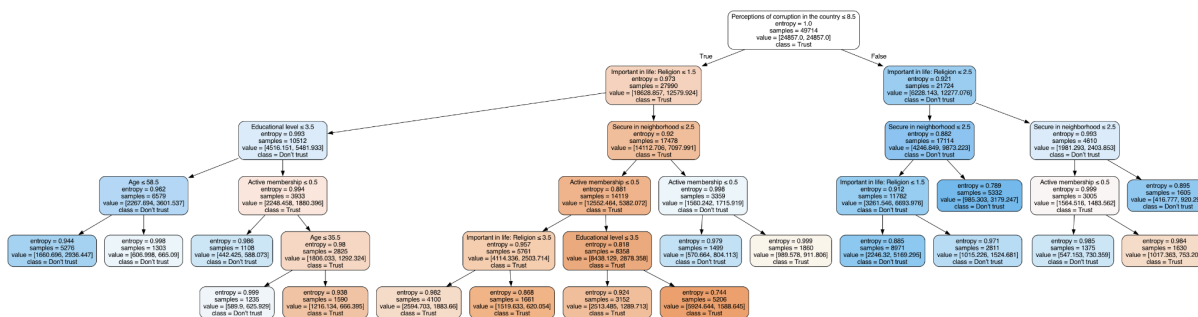 Perceptions of corruption in the country ≤ 8.5
entropy = 1.0
samples = 49714
value = [24857.0, 24857.0]
class = Trust
True
False
Important in life: Religion ≤ 1.5
entropy = 0.973
samples = 27990
value = [18628.857, 12579.924]
class = Trust
Important in life: Religion ≤ 2.5
entropy = 0.921
samples = 21724
value = [6228.143, 12277.076]
class = Don't trust
Educational level ≤ 3.5
entropy = 0.993
samples = 10512
value = [4516.151, 5481.933]
class = Don't trust
Secure in neighborhood ≤ 2.5
entropy = 0.92
samples = 17478
value = [14112.706, 7097.991]
class = Trust
Secure in neighborhood ≤ 2.5
entropy = 0.882
samples = 17114
value = [4246.849, 9873.223]
class = Don't trust
Secure in neighborhood ≤ 2.5
entropy = 0.993
samples = 4610
value = [1981.293, 2403.853]
class = Don't trust
Age ≤ 58.5
entropy = 0.962
samples = 6579
value = [2267.694, 3601.537]
class = Don't trust
Active membership ≤ 0.5
entropy = 0.994
samples = 3933
value = [2248.458, 1880.396]
class = Trust
Active membership ≤ 0.5
entropy = 0.881
samples = 14119
value = [12552.464, 5382.072]
class = Trust
Active membership ≤ 0.5
entropy = 0.998
samples = 3359
value = [1560.242, 1715.919]
class = Don't trust
Important in life: Religion ≤ 1.5
entropy = 0.912
samples = 11782
value = [3261.546, 6693.976]
class = Don't trust
entropy = 0.789
samples = 5332
value = [985.303, 3179.247]
class = Don't trust
Active membership ≤ 0.5
entropy = 0.999
samples = 3005
value = [1564.516, 1483.562]
class = Trust
entropy = 0.895
samples = 1605
value = [416.777, 920.29
class = Don't trust
entropy = 0.944
samples = 5276
value = [1660.696, 2936.447]
class = Don't trust
entropy = 0.998
samples = 1303
value = [606.998, 665.09]
class = Don't trust
entropy = 0.986
samples = 1108
value = [442.425, 588.073]
class = Don't trust
Age ≤ 35.5
entropy = 0.98
samples = 2825
value = [1806.033, 1292.324]
class = Trust
Important in life: Religion ≤ 3.5
entropy = 0.957
samples = 5761
value = [4114.336, 2503.714]
class = Trust
Educational level ≤ 3.5
entropy = 0.818
samples = 8358
value = [8438.129, 2878.358]
class = Trust
entropy = 0.979
samples = 1499
value = [570.664, 804.113]
class = Don't trust
entropy = 0.999
samples = 1860
value = [989.578, 911.806]
class = Trust
entropy = 0.885
samples = 8971
value = [2246.32, 5169.295]
class = Don't trust
entropy = 0.971
samples = 2811
value = [1015.226, 1524.681]
class = Don't trust
entropy = 0.985
samples = 1375
value = [547.153, 730.359]
class = Don't trust
entropy = 0.984
samples = 1630
value = [1017.363, 753.20
class = Trust
entropy = 0.999
samples = 1235
value = [589.9, 625.929]
class = Don't trust
entropy = 0.938
samples = 1590
value = [1216.134, 666.395]
class = Trust
entropy = 0.982
samples = 4100
value = [2594.703, 1883.66]
class = Trust
entropy = 0.868
samples = 1661
value = [1519.633, 620.054]
class = Trust
entropy = 0.924
samples = 3152
value = [2513.485, 1289.713]
class = Trust
entropy = 0.744
samples = 5206
value = [5924.644, 1588.645]
class = Trust